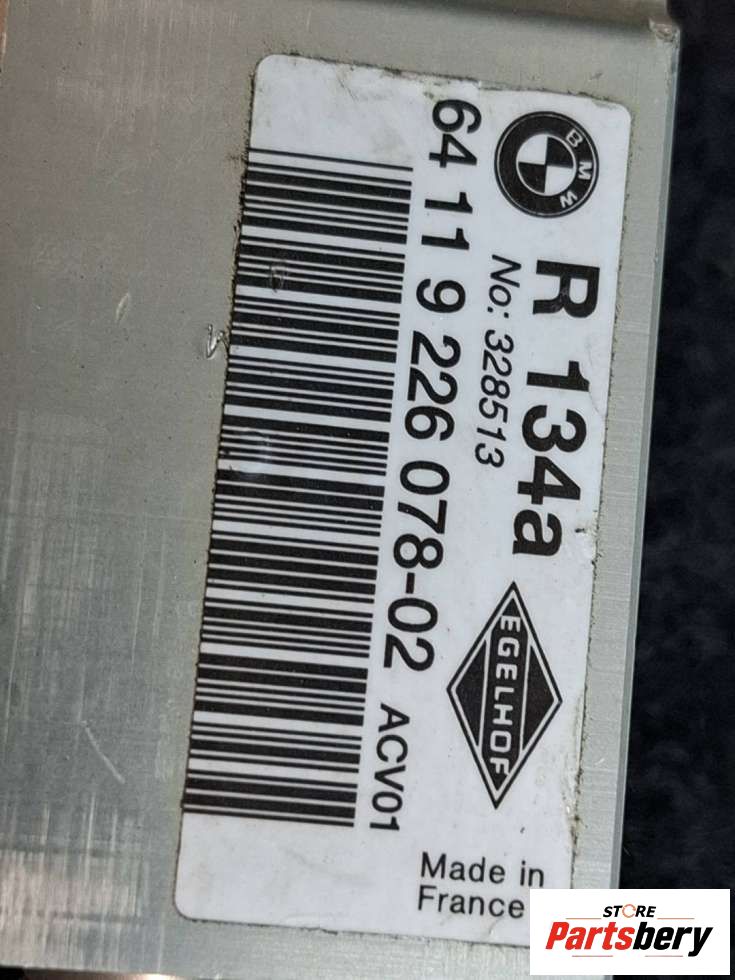 BMW
R 134a
No: 328513
64 11 9 226 078-02 ACV01
EGELHOF
Made in
France
STORE
Partsbery